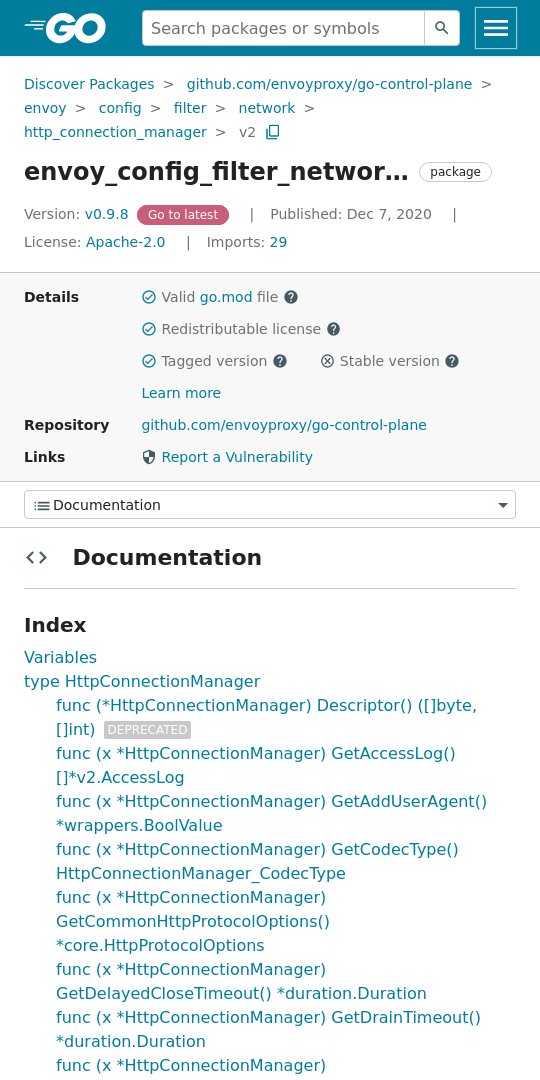 GO
Search packages or symbols
Discover Packages > github.com/envoyproxy/go-control-plane >
envoy > config > filter > network >
http_connection_manager > v2
envoy_config_filter_networ… package
Version: v0.9.8 Go to latest | Published: Dec 7, 2020 |
License: Apache-2.0 | Imports: 29
Details Valid go.mod file
Redistributable license
Tagged version Stable version
Learn more
Repository github.com/envoyproxy/go-control-plane
Links Report a Vulnerability
Documentation
Documentation
Index
Variables
type HttpConnectionManager
func (*HttpConnectionManager) Descriptor() ([]byte,
[]int) DEPRECATED
func (x *HttpConnectionManager) GetAccessLog()
[]*v2.AccessLog
func (x *HttpConnectionManager) GetAddUserAgent()
*wrappers.BoolValue
func (x *HttpConnectionManager) GetCodecType()
HttpConnectionManager_CodecType
func (x *HttpConnectionManager)
GetCommonHttpProtocolOptions()
*core.HttpProtocolOptions
func (x *HttpConnectionManager)
GetDelayedCloseTimeout() *duration.Duration
func (x *HttpConnectionManager) GetDrainTimeout()
*duration.Duration
func (x *HttpConnectionManager)